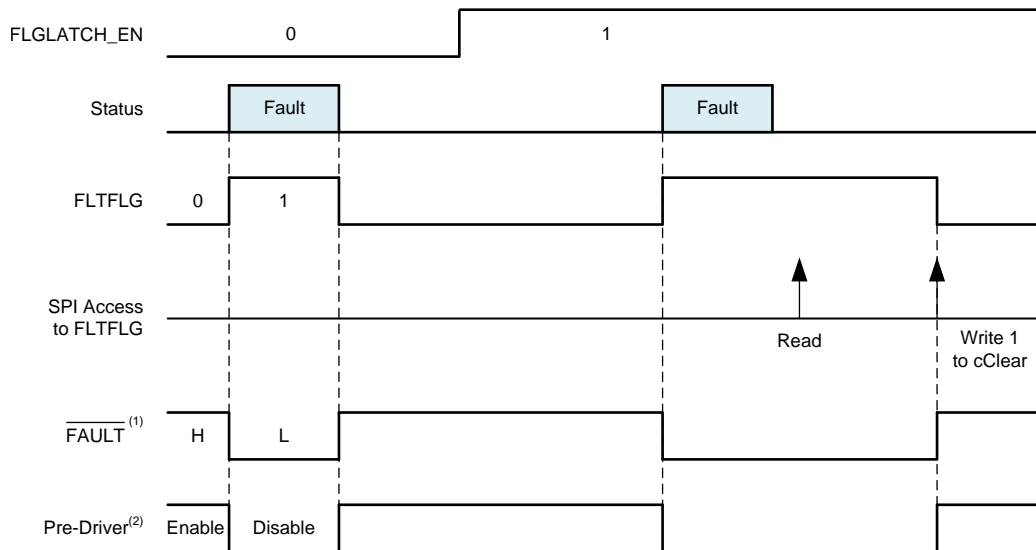 FLGLATCH_EN 0 1
Status Fault Fault
FLTFLG 0 1
SPI Access
to FLTFLG
Read
Write 1
to cClear
FAULT (1) H L
Pre-Driver(2) Enable Disable